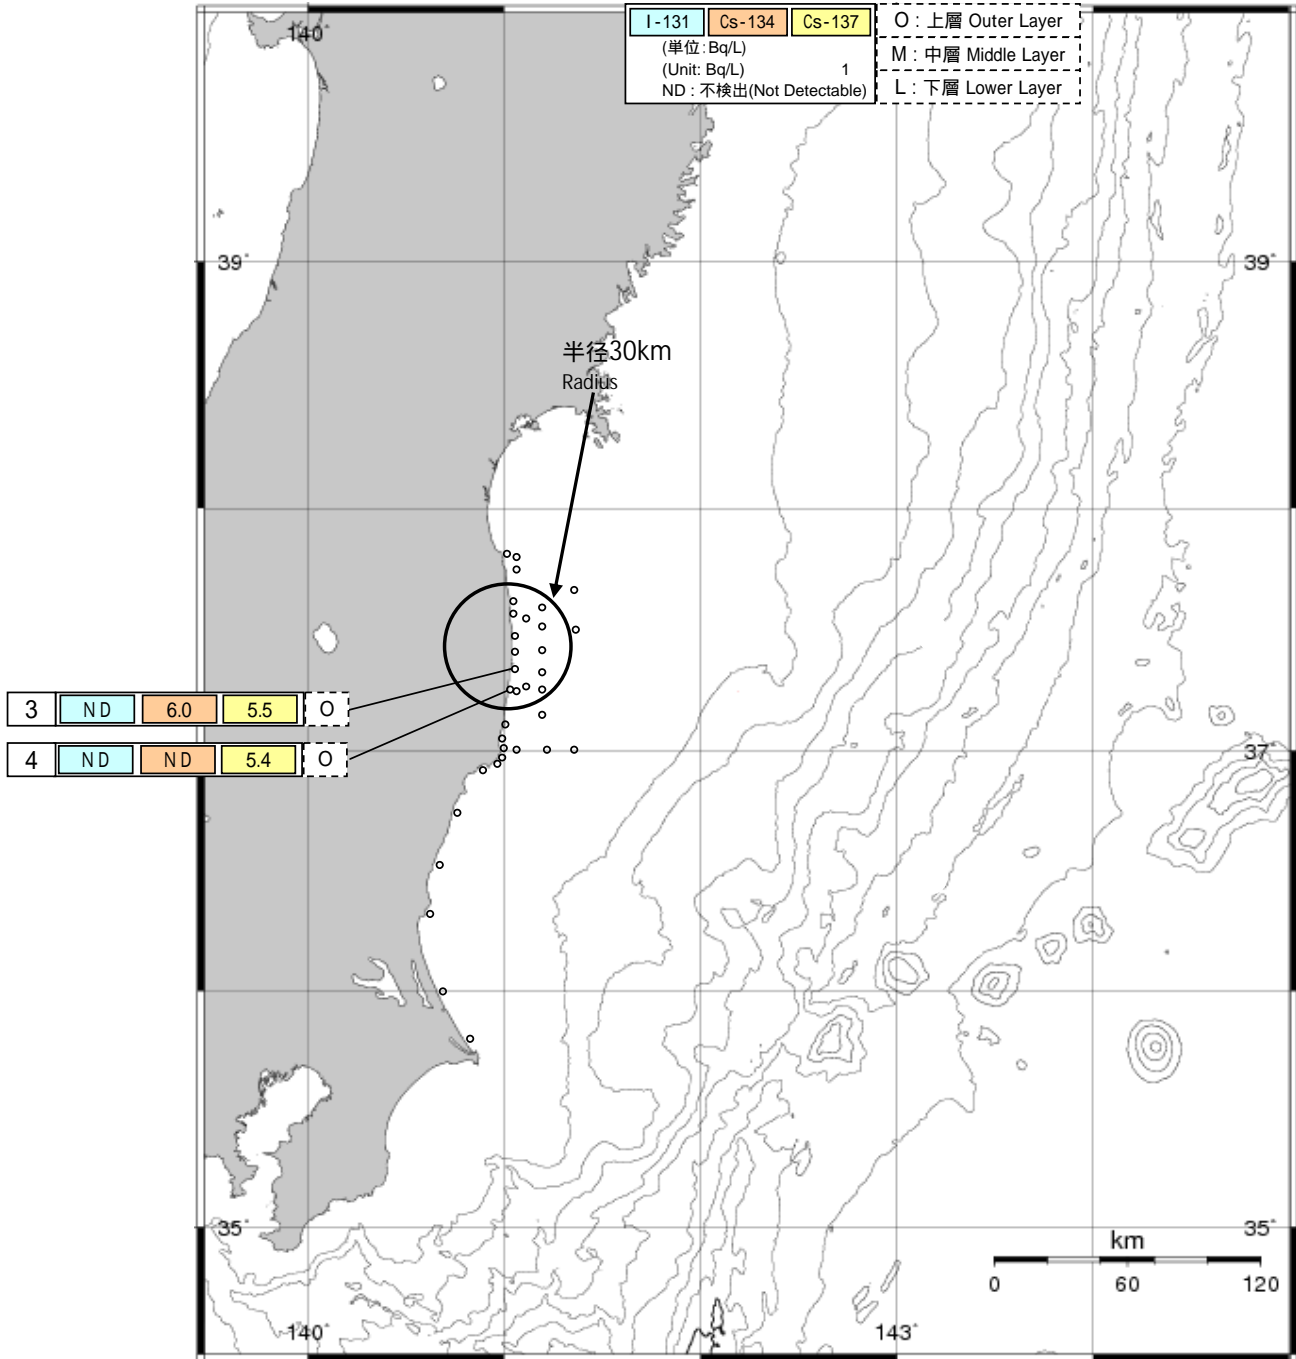 I-131 Cs-134 Cs-137
(単位:Bq/L)
(Unit: Bq/L) 1
ND : 不検出(Not Detectable)
O : 上層 Outer Layer
M : 中層 Middle Layer
L : 下層 Lower Layer
140°
39° 39°
半径30km
Radius
3 ND 6.0 5.5 O
4 ND ND 5.4 O
37° 37°
35° 35°
km
0 60 120
140° 143°